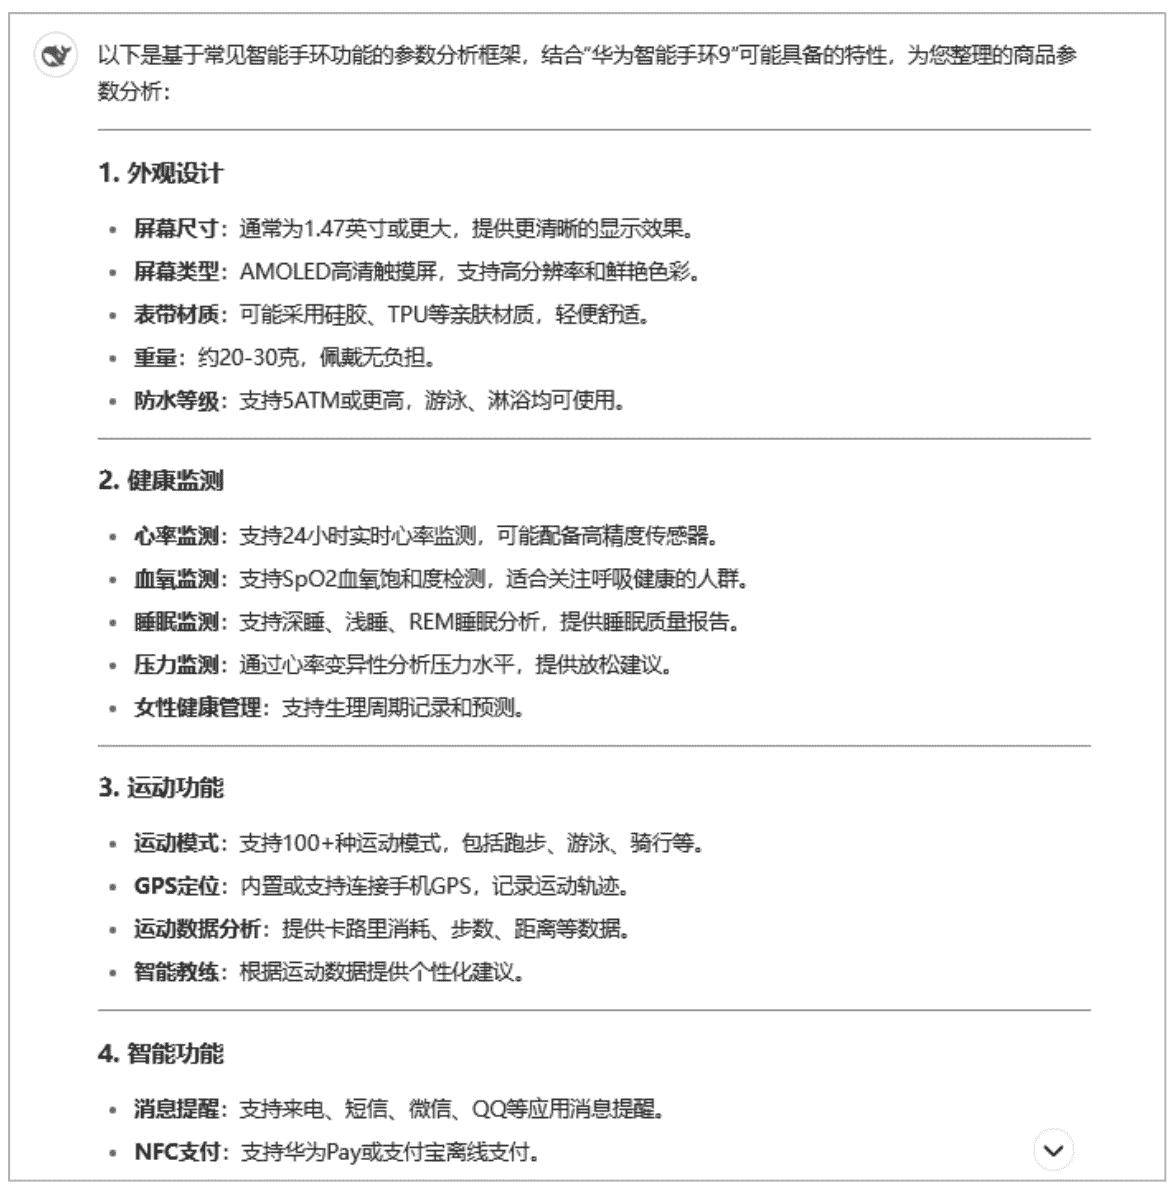 以下是基于常见智能手环功能的参数分析框架，结合“华为智能手环9”可能具备的特性，为您整理的商品参
数分析：
1. 外观设计
• 屏幕尺寸：通常为1.47英寸或更大，提供更清晰的显示效果。
• 屏幕类型：AMOLED高清触摸屏，支持高分辨率和鲜艳色彩。
• 表带材质：可能采用硅胶、TPU等亲肤材质，轻便舒适。
• 重量：约20-30克，佩戴无负担。
• 防水等级：支持5ATM或更高，游泳、淋浴均可使用。
2. 健康监测
• 心率监测：支持24小时实时心率监测，可能配备高精度传感器。
• 血氧监测：支持SpO2血氧饱和度检测，适合关注呼吸健康的人群。
• 睡眠监测：支持深睡、浅睡、REM睡眠分析，提供睡眠质量报告。
• 压力监测：通过心率变异性分析压力水平，提供放松建议。
• 女性健康管理：支持生理周期记录和预测。
3. 运动功能
• 运动模式：支持100+种运动模式，包括跑步、游泳、骑行等。
• GPS定位：内置或支持连接手机GPS，记录运动轨迹。
• 运动数据分析：提供卡路里消耗、步数、距离等数据。
• 智能教练：根据运动数据提供个性化建议。
4. 智能功能
• 消息提醒：支持来电、短信、微信、QQ等应用消息提醒。
• NFC支付：支持华为Pay或支付宝离线支付。